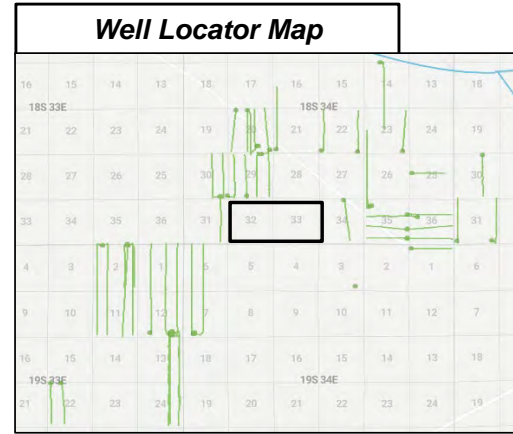 Well Locator Map
16 15 14 13 18 17 16 15 14 13 18
18S 33E 18S 34E
21 22 23 24 19 20 21 22 23 24 19
28 27 26 25 30 29 28 27 26 25 30
33 34 35 36 31 32 33 34 35 36 31
4 3 2 1 6 5 4 3 2 1 6
9 10 11 12 7 8 9 10 11 12 7
16 15 14 13 18 17 16 15 14 13 18
19S 33E 19S 34E
21 22 23 24 19 20 21 22 23 24 19